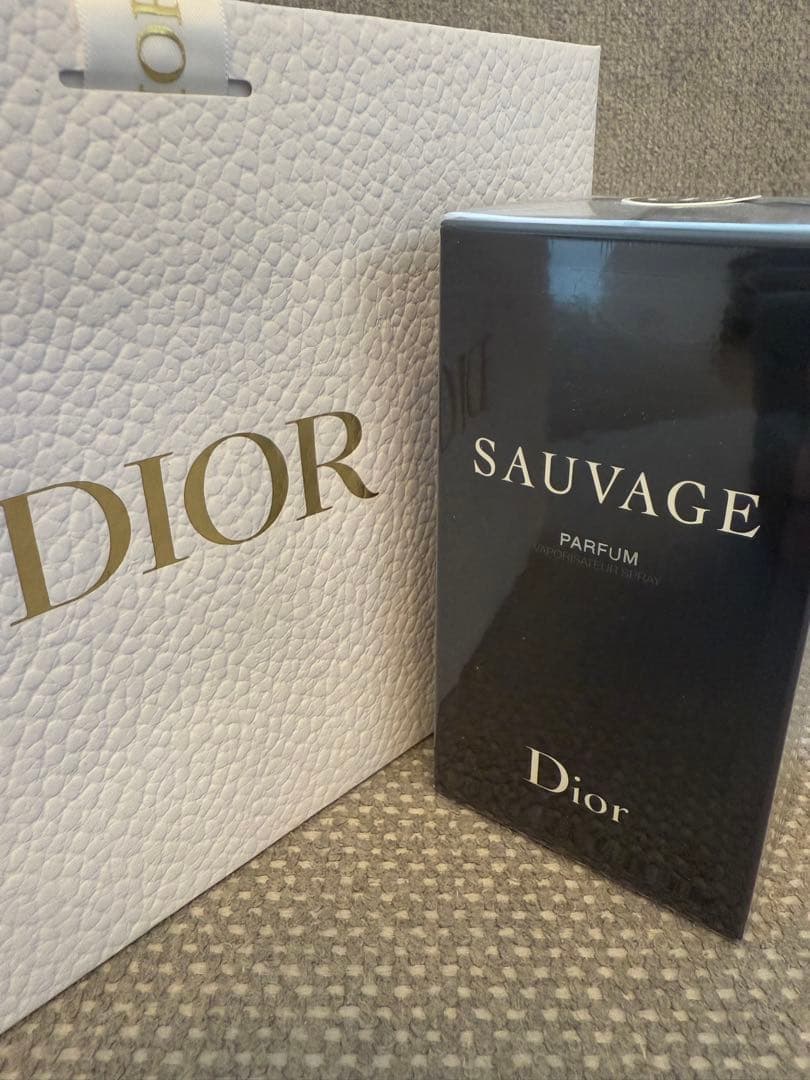 DIOR
SAUVAGE
PARFUM
VAPORISATEUR SPRAY
Dior